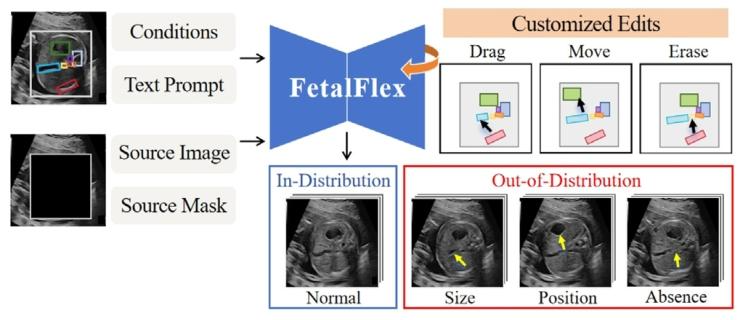 Conditions
Text Prompt
Source Image
Source Mask
FetalFlex
Customized Edits
Drag
Move
Erase
In-Distribution
Normal
Out-of-Distribution
Size
Position
Absence